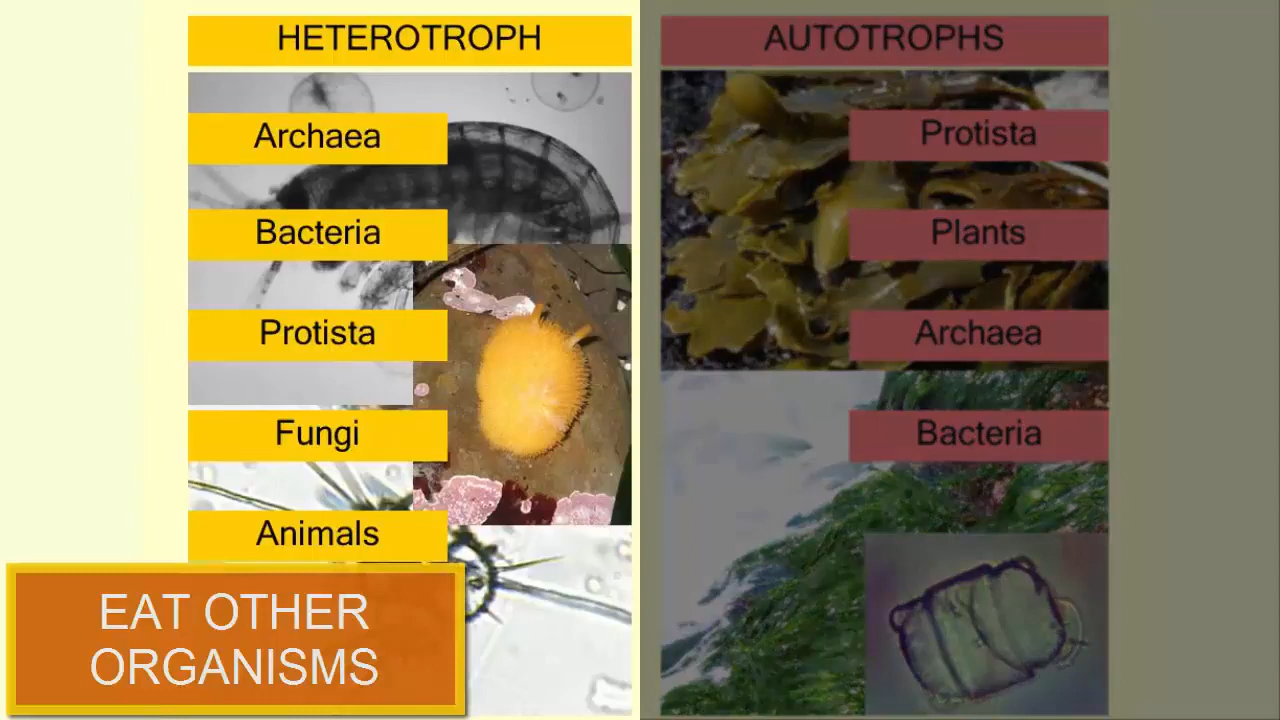 HETEROTROPH
Archaea
Bacteria
Protista
Fungi
Animals
EAT OTHER
ORGANISMS
AUTOTROPHS
Protista
Plants
Archaea
Bacteria